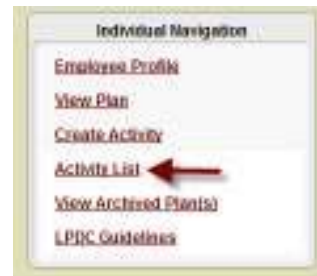 Individual Navigation
Employee Profile
View Plan
Create Activity
Activity List
View Archived Plan(s)
LPDC Guidelines